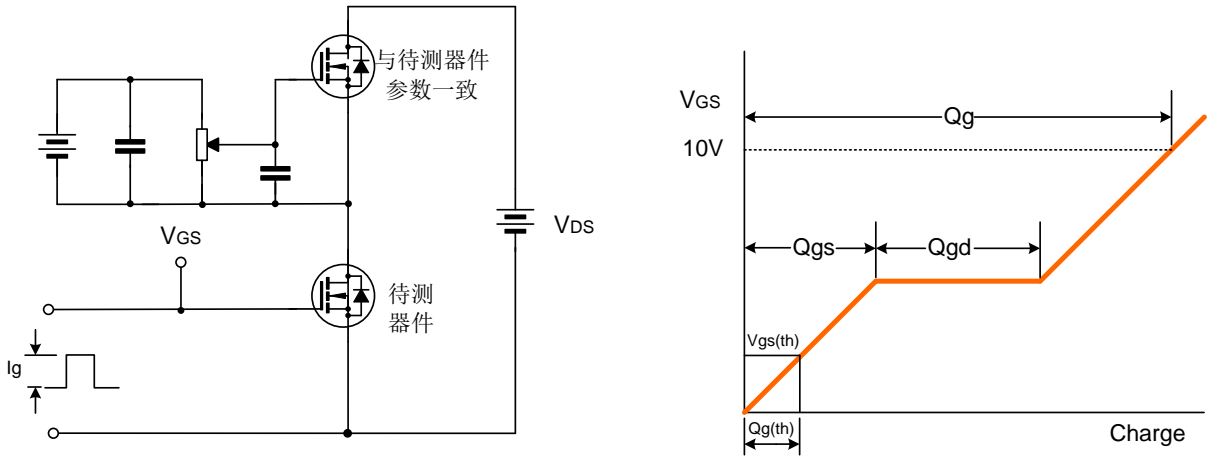 与待测器件
参数一致
VGS
VDS
待测
器件
Ig
VGS
10V
Qg
Qgs
Qgd
Vgs(th)
Qg(th)
Charge